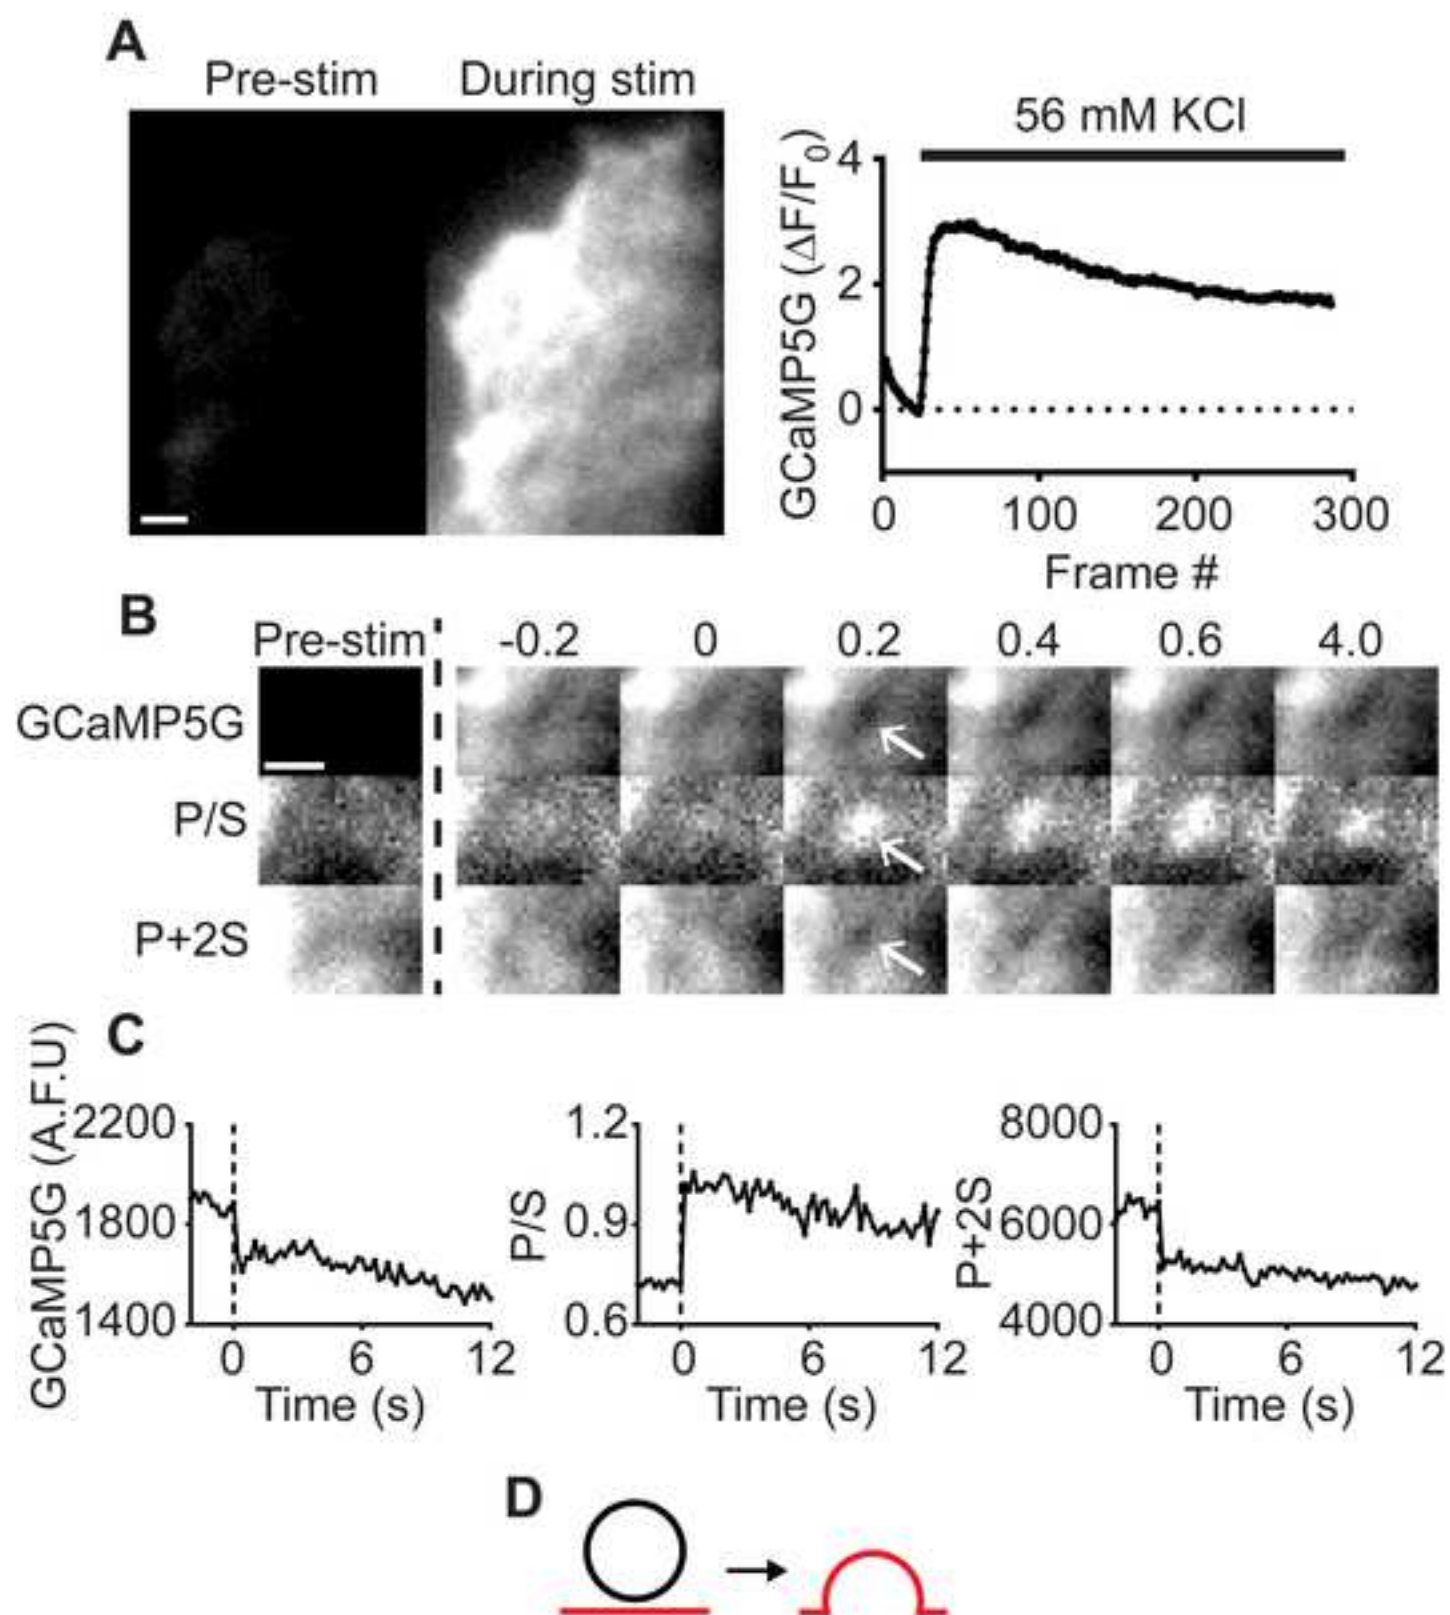 A
Pre-stim During stim
56 mM KCl
GCaMP5G (ΔF/F0)
4
2
0
0 100 200 300
Frame #
B
Pre-stim -0.2 0 0.2 0.4 0.6 4.0
GCaMP5G
P/S
P+2S
C
GCaMP5G (A.F.U)
2200
1800
1400
0 6 12
Time (s)
P/S
1.2
0.9
0.6
0 6 12
Time (s)
P+2S
8000
6000
4000
0 6 12
Time (s)
D